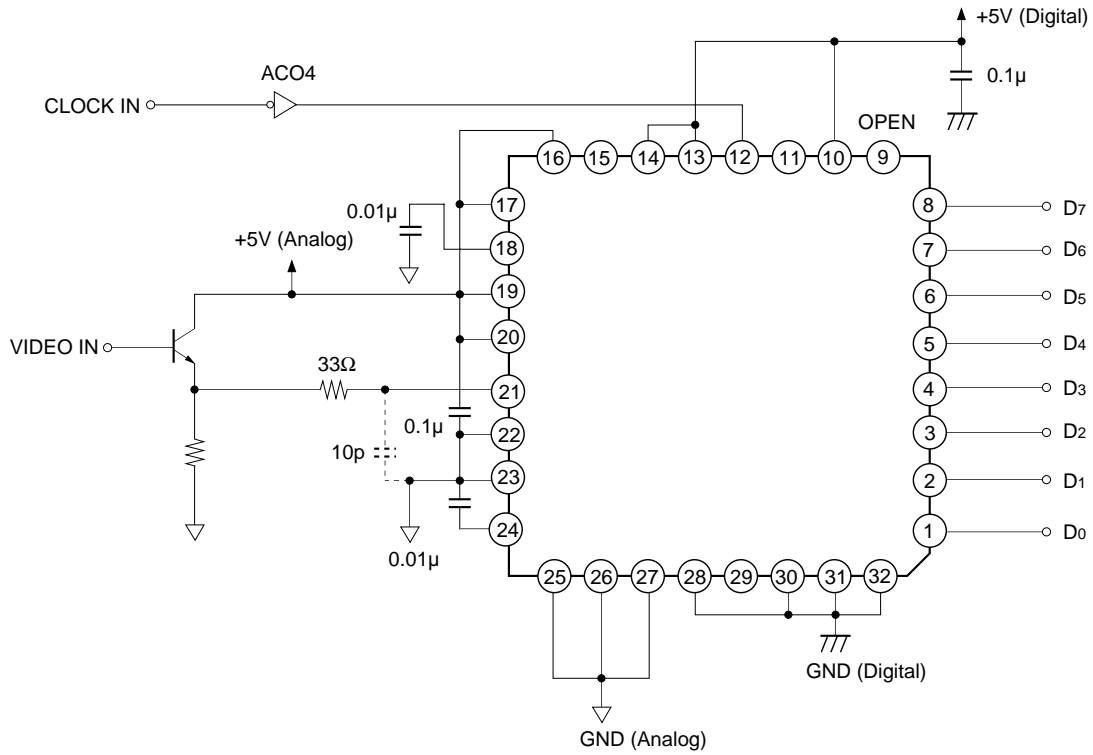 +5V (Digital)
ACO4
0.1µ
CLOCK IN
OPEN
16 15 14 13 12 11 10 9
17
8
D7
0.01µ
18
7
D6
+5V (Analog)
19
6
D5
20
5
D4
VIDEO IN
33Ω
21
4
D3
0.1µ
22
3
D2
10p
23
2
D1
24
1
D0
0.01µ
25 26 27 28 29 30 31 32
GND (Digital)
GND (Analog)